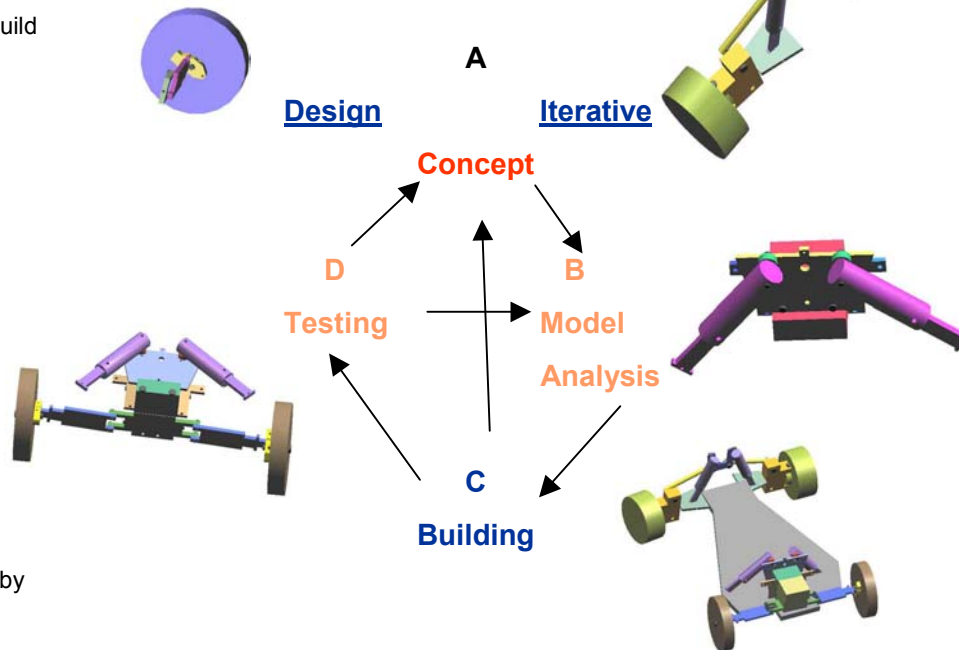 uild
A
Design Iterative
Concept
D B
Testing Model
Analysis
C
Building
by